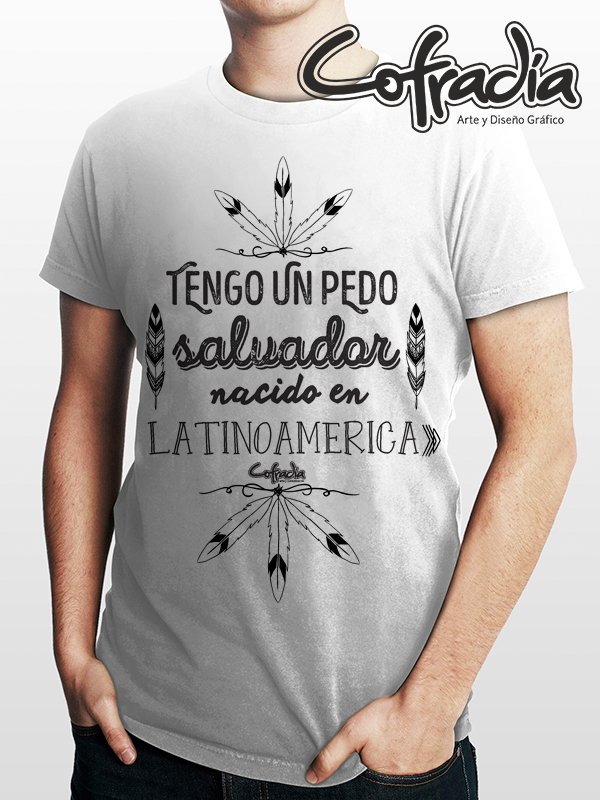 Cofradía
Arte y Diseño Gráfico
TENGO UN PEDO
salvador
nacido en
LATINOAMERICA
Cofradía